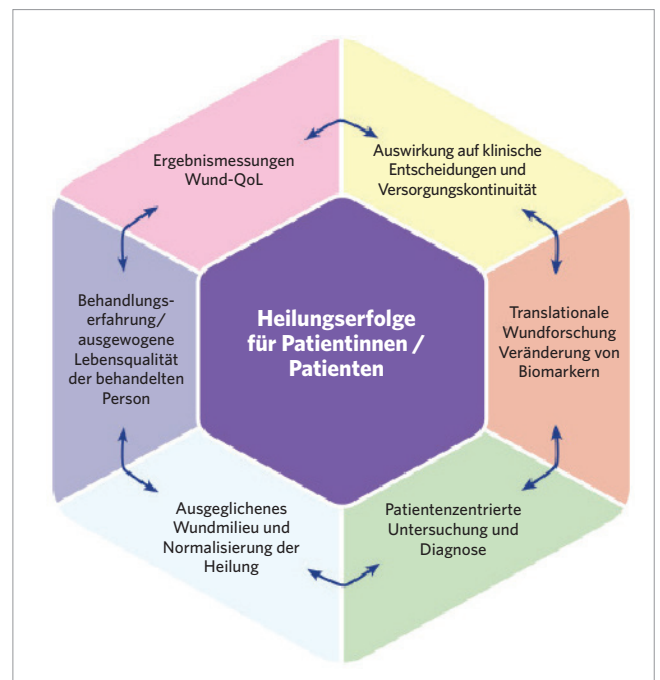 Ergebnismessungen
Wund-QoL
Auswirkung auf klinische
Entscheidungen und
Versorgungskontinuität
Behandlungs-
erfahrung/
ausgewogene
Lebensqualität
der behandelten
Person
Heilungserfolge
für Patientinnen /
Patienten
Translationale
Wundforschung
Veränderung von
Biomarkern
Ausgeglichenes
Wundmilieu und
Normalisierung der
Heilung
Patientenzentrierte
Untersuchung und
Diagnose